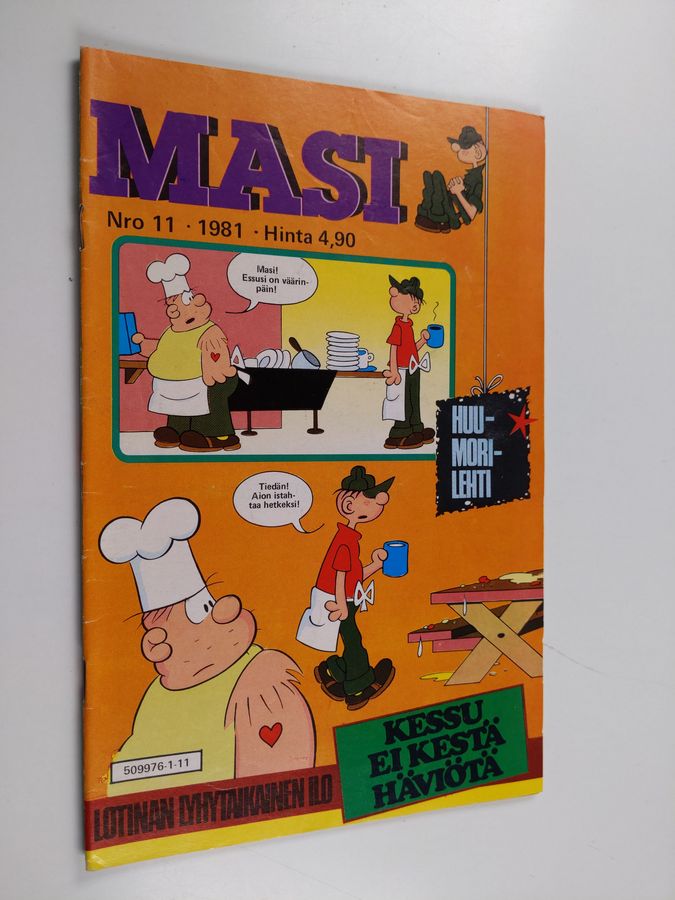 MASI
Nro 11 · 1981 · Hinta 4,90
Masi!
Essusi on väärin-
päin!
HUU-
MORI-
LEHTI
Tiedän!
Aion istah-
taa hetkeksi!
509976-1-11
KESSU
EI KESTÄ
HÄVIÖTÄ
LOTINAN LYHYTAIKAINEN ILO